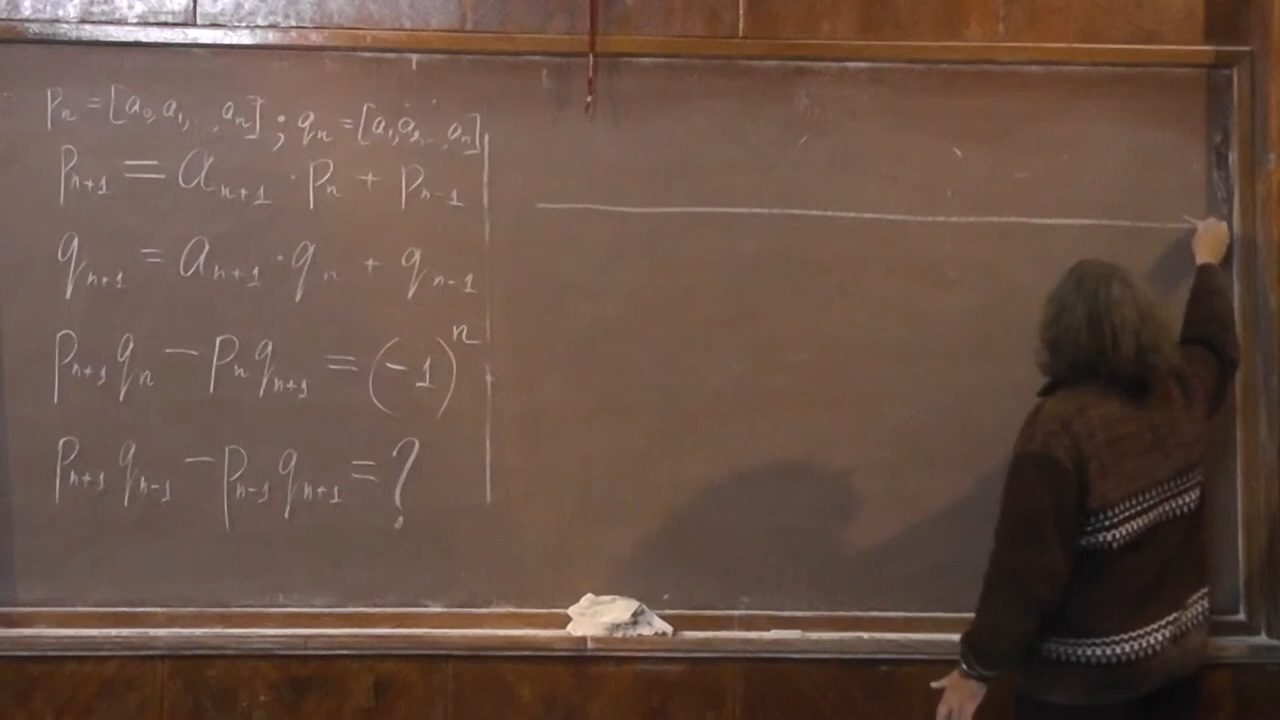 pₙ = [a₀, a₁, ..., aₙ] ; qₙ = [a₁, a₂, ..., aₙ]
pₙ₊₁ = aₙ₊₁ · pₙ + pₙ₋₁
qₙ₊₁ = aₙ₊₁ · qₙ + qₙ₋₁
pₙ₊₁ qₙ − pₙ qₙ₊₁ = (−1)ⁿ
pₙ₊₁ qₙ₋₁ − pₙ₋₁ qₙ₊₁ = ?